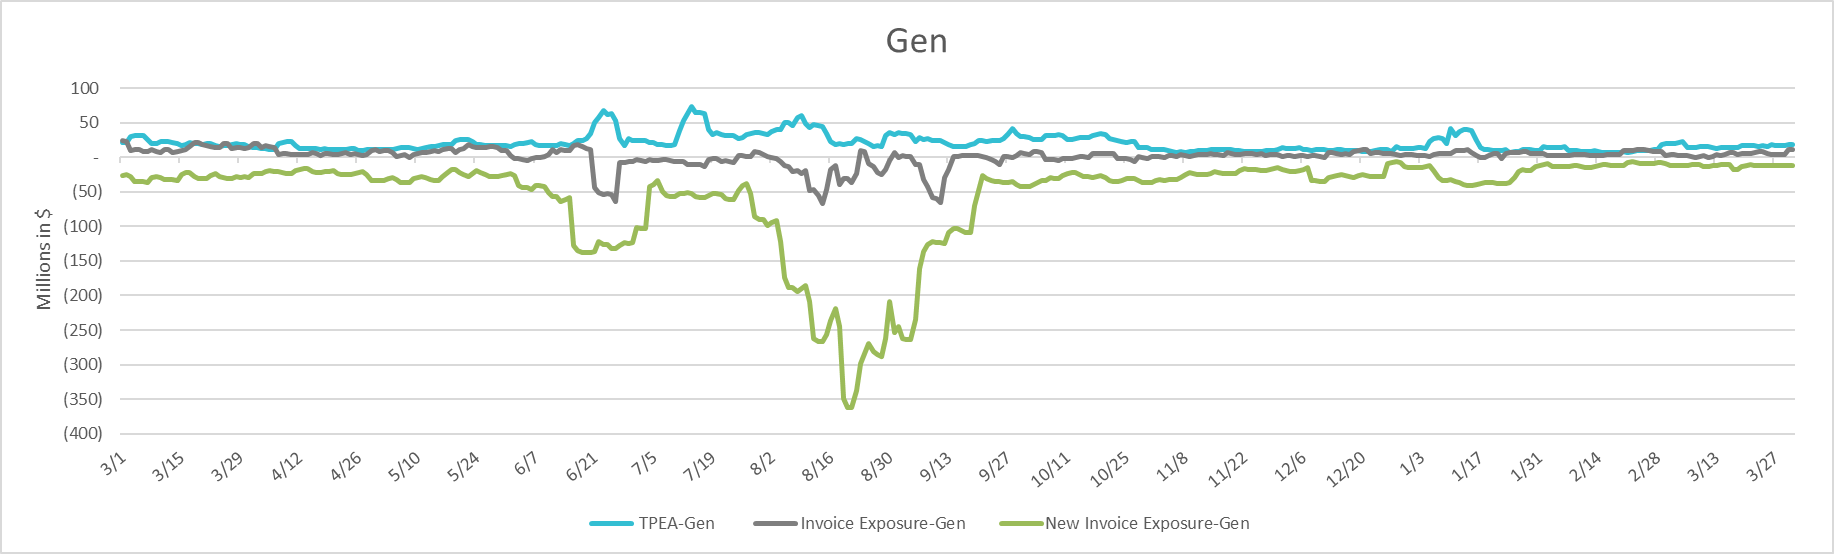 Gen
Millions in $
100
50
-
(50)
(100)
(150)
(200)
(250)
(300)
(350)
(400)
3/1 3/15 3/29 4/12 4/26 5/10 5/24 6/7 6/21 7/5 7/19 8/2 8/16 8/30 9/13 9/27 10/11 10/25 11/8 11/22 12/6 12/20 1/3 1/17 1/31 2/14 2/28 3/13 3/27
TPEA-Gen Invoice Exposure-Gen New Invoice Exposure-Gen